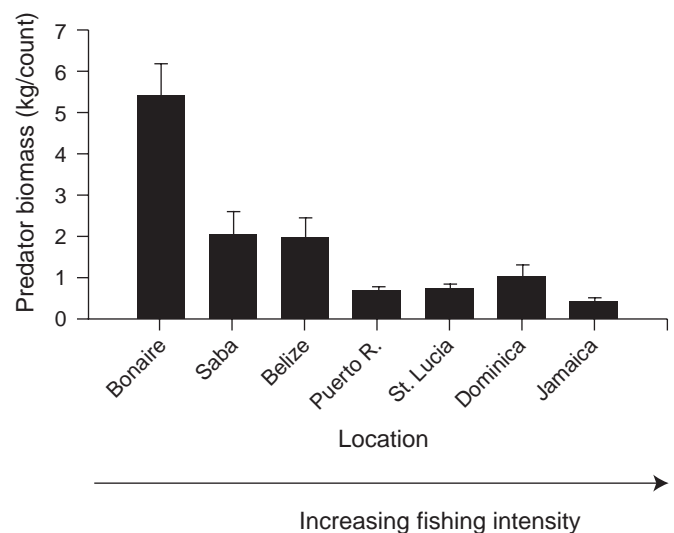 Predator biomass (kg/count)
7
6
5
4
3
2
1
0
Bonaire
Saba
Belize
Puerto R.
St. Lucia
Dominica
Jamaica
Location
Increasing fishing intensity